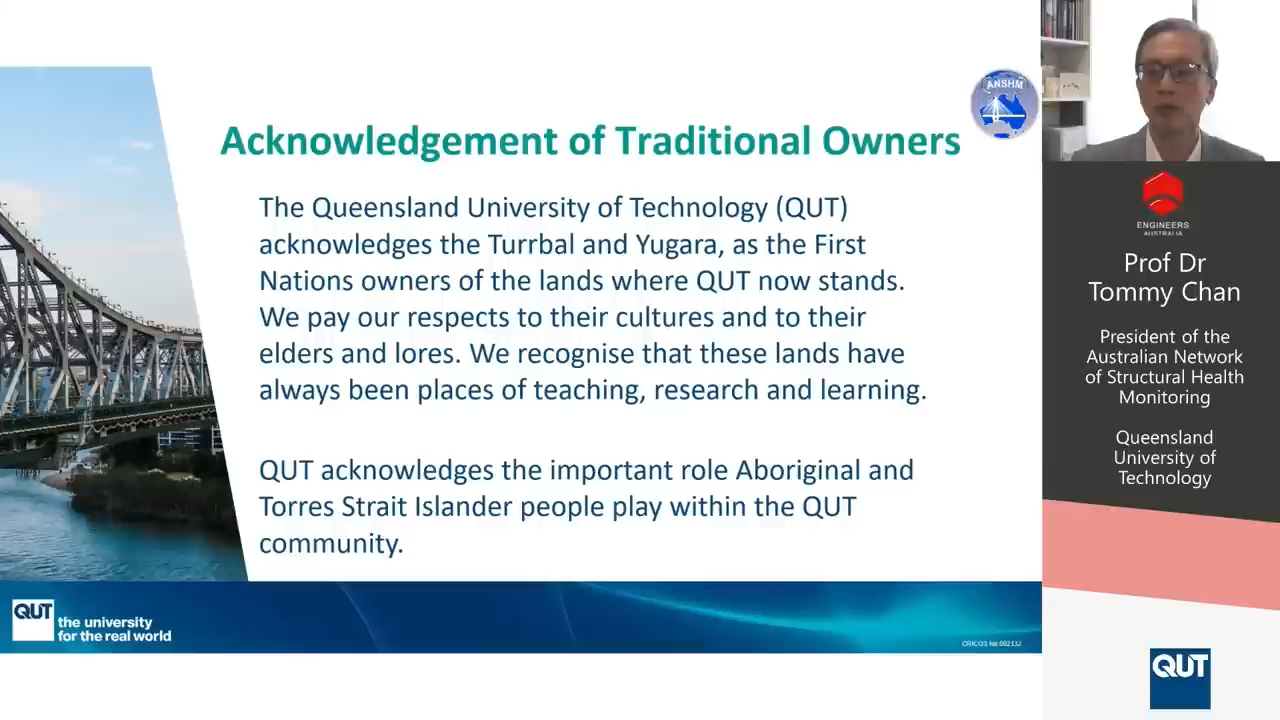 ANSHM
Acknowledgement of Traditional Owners
The Queensland University of Technology (QUT)
acknowledges the Turrbal and Yugara, as the First
Nations owners of the lands where QUT now stands.
We pay our respects to their cultures and to their
elders and lores. We recognise that these lands have
always been places of teaching, research and learning.
QUT acknowledges the important role Aboriginal and
Torres Strait Islander people play within the QUT
community.
QUT
the university
for the real world
CRICOS No.00213J
ENGINEERS
AUSTRALIA
Prof Dr
Tommy Chan
President of the
Australian Network
of Structural Health
Monitoring
Queensland
University of
Technology
QUT